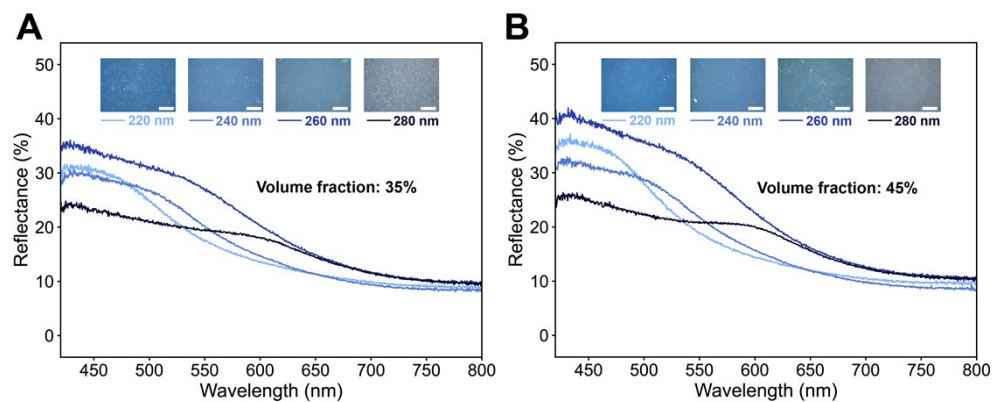 A
50
40
30
20
10
0
Reflectance (%)
220 nm 240 nm 260 nm 280 nm
Volume fraction: 35%
450 500 550 600 650 700 750 800
Wavelength (nm)
B
50
40
30
20
10
0
Reflectance (%)
220 nm 240 nm 260 nm 280 nm
Volume fraction: 45%
450 500 550 600 650 700 750 800
Wavelength (nm)